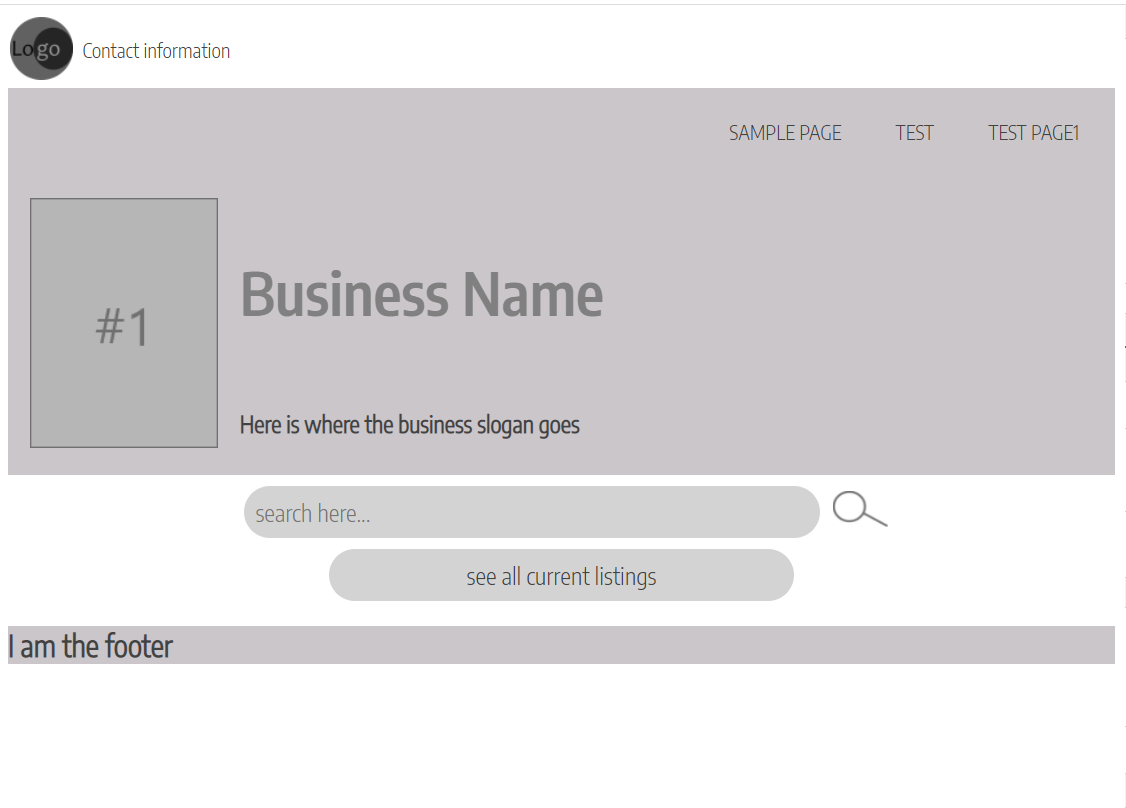 Logo
Contact information
SAMPLE PAGE TEST TEST PAGE1
#1
Business Name
Here is where the business slogan goes
search here...
see all current listings
I am the footer